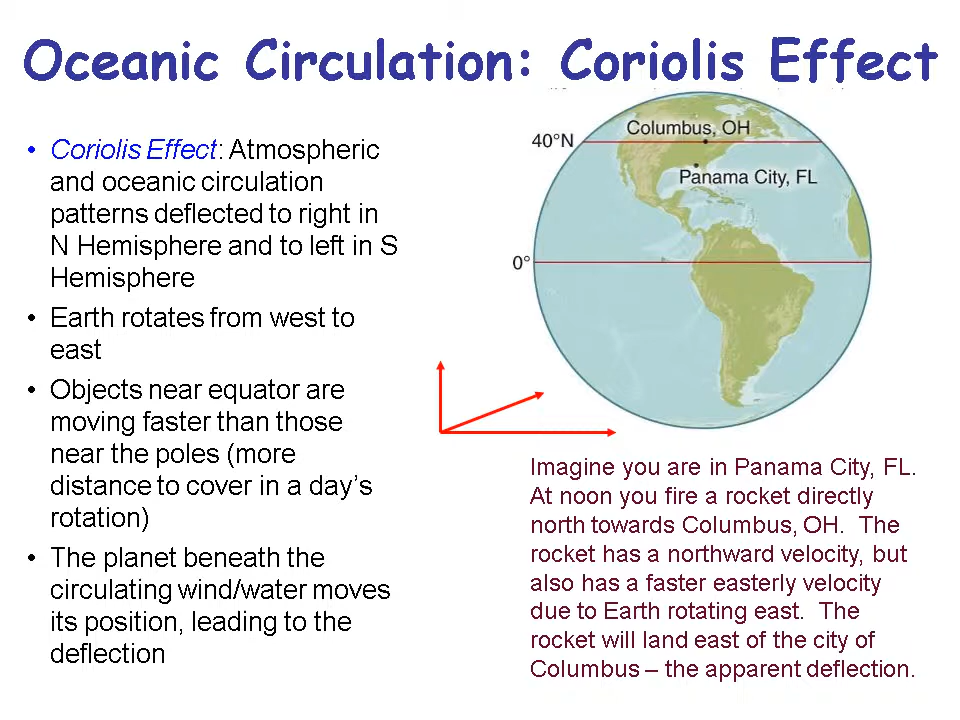 Oceanic Circulation: Coriolis Effect
• Coriolis Effect: Atmospheric
and oceanic circulation
patterns deflected to right in
N Hemisphere and to left in S
Hemisphere
• Earth rotates from west to
east
• Objects near equator are
moving faster than those
near the poles (more
distance to cover in a day's
rotation)
• The planet beneath the
circulating wind/water moves
its position, leading to the
deflection
Columbus, OH
40°N
Panama City, FL
0°
Imagine you are in Panama City, FL.
At noon you fire a rocket directly
north towards Columbus, OH. The
rocket has a northward velocity, but
also has a faster easterly velocity
due to Earth rotating east. The
rocket will land east of the city of
Columbus – the apparent deflection.